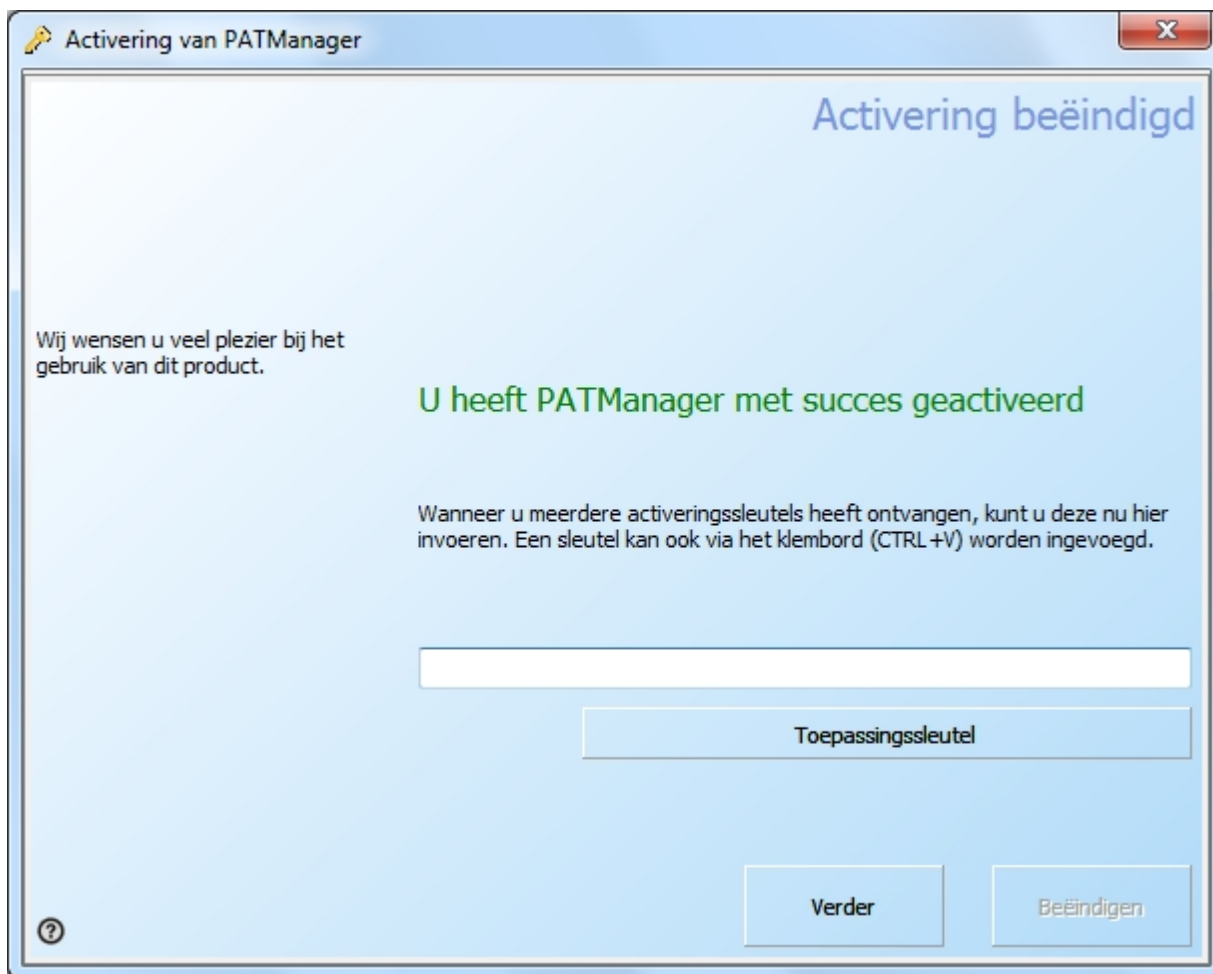 Activering van PATManager
Activering beëindigd
Wij wensen u veel plezier bij het
gebruik van dit product.
U heeft PATManager met succes geactiveerd
Wanneer u meerdere activeringssleutels heeft ontvangen, kunt u deze nu hier
invoeren. Een sleutel kan ook via het klembord (CTRL+V) worden ingevoegd.
Toepassingssleutel
Verder
Beëindigen